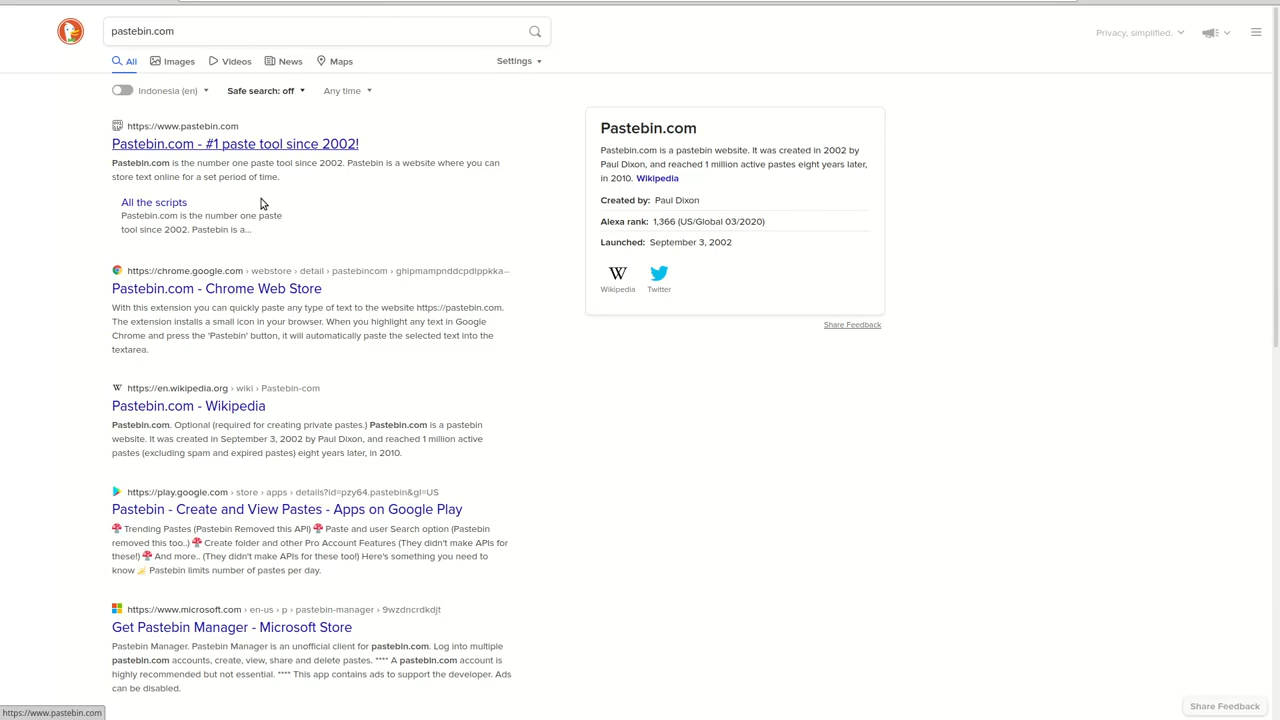 pastebin.com
Privacy, simplified.
All
Images
Videos
News
Maps
Settings
Indonesia (en)
Safe search: off
Any time
https://www.pastebin.com
Pastebin.com - #1 paste tool since 2002!
Pastebin.com is the number one paste tool since 2002. Pastebin is a website where you can
store text online for a set period of time.
All the scripts
Pastebin.com is the number one paste
tool since 2002. Pastebin is a...
https://chrome.google.com › webstore › detail › pastebincom › ghipmampnddcpdlppkka...
Pastebin.com - Chrome Web Store
With this extension you can quickly paste any type of text to the website https://pastebin.com.
The extension installs a small icon in your browser. When you highlight any text in Google
Chrome and press the 'Pastebin' button, it will automatically paste the selected text into the
textarea.
W https://en.wikipedia.org › wiki › Pastebin-com
Pastebin.com - Wikipedia
Pastebin.com. Optional (required for creating private pastes.) Pastebin.com is a pastebin
website. It was created in September 3, 2002 by Paul Dixon, and reached 1 million active
pastes (excluding spam and expired pastes) eight years later, in 2010.
https://play.google.com › store › apps › details?id=pzy64.pastebin&gl=US
Pastebin - Create and View Pastes - Apps on Google Play
🍄 Trending Pastes (Pastebin Removed this API) 🍄 Paste and user Search option (Pastebin
removed this too..) 🍄 Create folder and other Pro Account Features (They didn't make APIs for
these!) 🍄 And more.. (They didn't make APIs for these too!) Here's something you need to
know 🌶 Pastebin limits number of pastes per day.
https://www.microsoft.com › en-us › p › pastebin-manager › 9wzdncrdkdjt
Get Pastebin Manager - Microsoft Store
Pastebin Manager. Pastebin Manager is an unofficial client for pastebin.com. Log into multiple
pastebin.com accounts, create, view, share and delete pastes. **** A pastebin.com account is
highly recommended but not essential. **** This app contains ads to support the developer. Ads
can be disabled.
Pastebin.com
Pastebin.com is a pastebin website. It was created in 2002 by
Paul Dixon, and reached 1 million active pastes eight years later,
in 2010. Wikipedia
Created by: Paul Dixon
Alexa rank: 1,366 (US/Global 03/2020)
Launched: September 3, 2002
W
Wikipedia
Twitter
Share Feedback
Share Feedback
https://www.pastebin.com